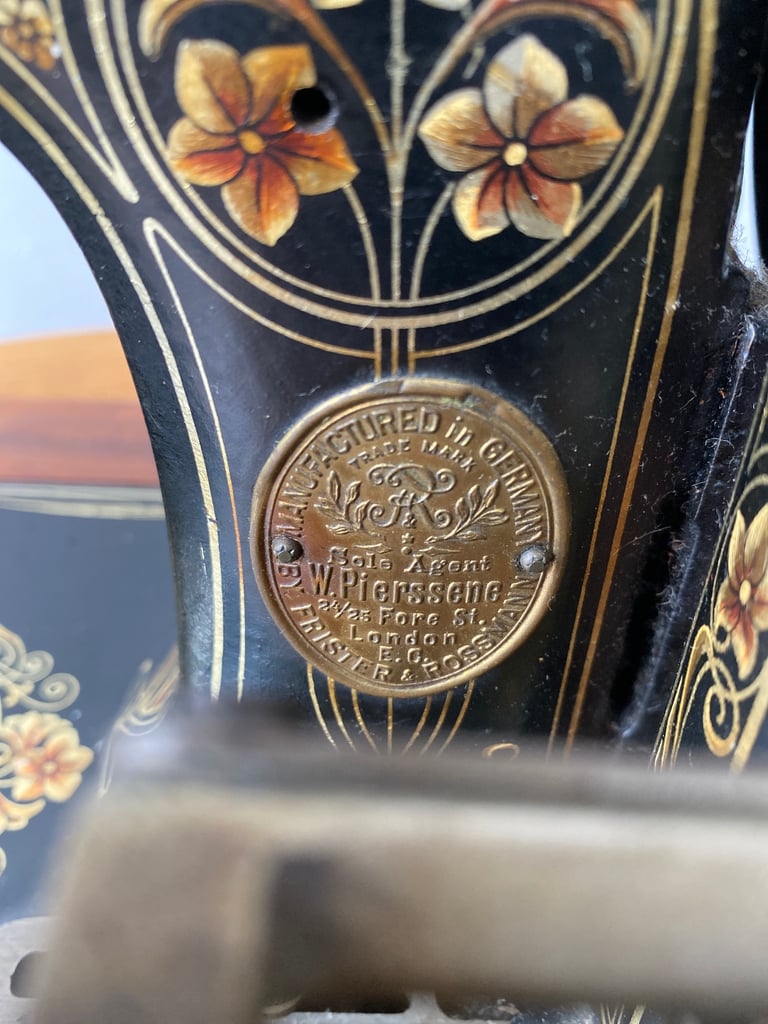 MANUFACTURED in GERMANY
TRADE MARK
Sole Agent
W. Pierssene
24/25 Fore St.
London
E.C.
BY. FRISTER & ROSSMANN